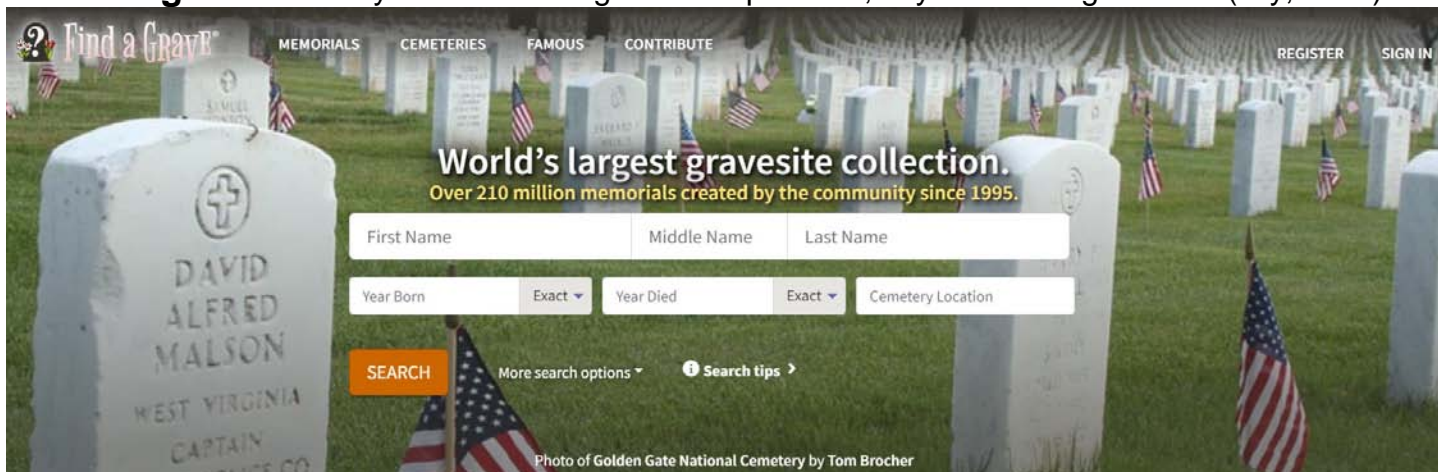 Find a Grave®
MEMORIALS CEMETERIES FAMOUS CONTRIBUTE
REGISTER SIGN IN
World's largest gravesite collection.
Over 210 million memorials created by the community since 1995.
First Name Middle Name Last Name
Year Born Exact Year Died Exact Cemetery Location
SEARCH More search options Search tips
Photo of Golden Gate National Cemetery by Tom Brocher
SAMUEL
DAVID
ALFRED
MALSON
WEST VIRGINIA
CAPTAIN